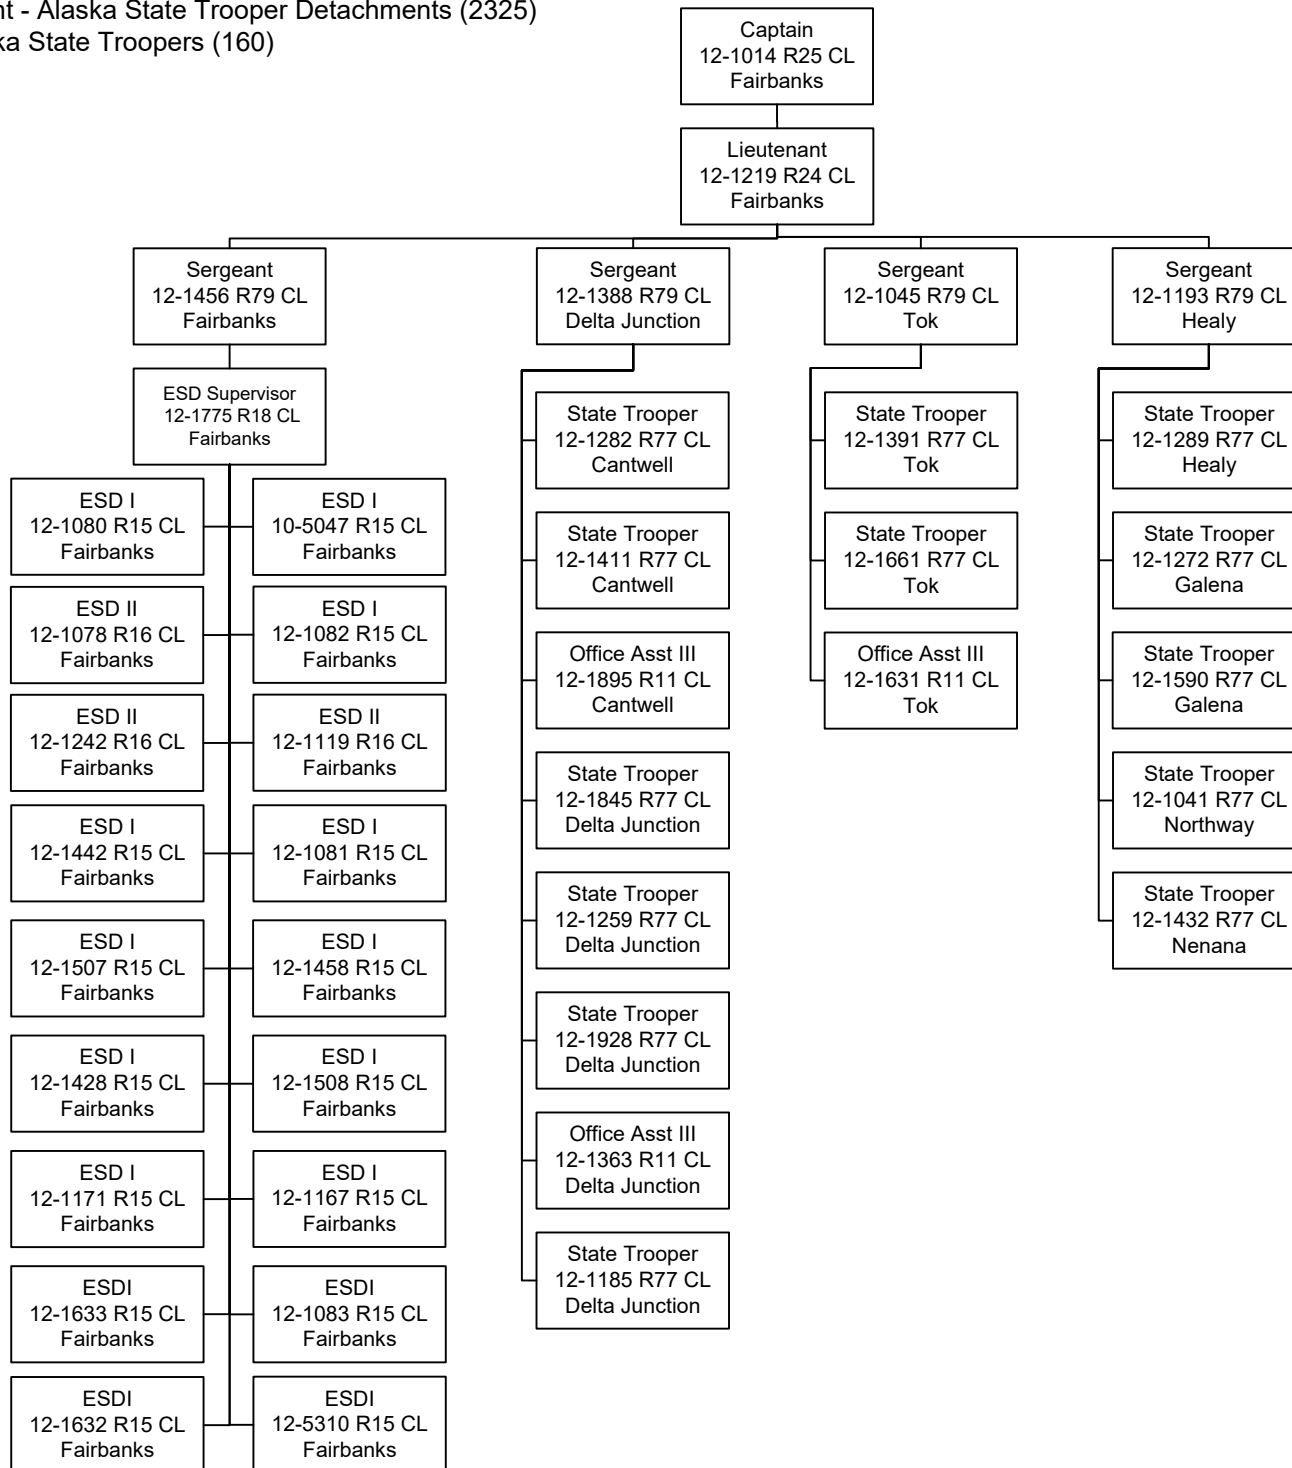 nt - Alaska State Trooper Detachments (2325)
ka State Troopers (160)
Captain
12-1014 R25 CL
Fairbanks
Lieutenant
12-1219 R24 CL
Fairbanks
Sergeant
12-1456 R79 CL
Fairbanks
ESD Supervisor
12-1775 R18 CL
Fairbanks
ESD I
12-1080 R15 CL
Fairbanks
ESD I
10-5047 R15 CL
Fairbanks
ESD II
12-1078 R16 CL
Fairbanks
ESD I
12-1082 R15 CL
Fairbanks
ESD II
12-1242 R16 CL
Fairbanks
ESD II
12-1119 R16 CL
Fairbanks
ESD I
12-1442 R15 CL
Fairbanks
ESD I
12-1081 R15 CL
Fairbanks
ESD I
12-1507 R15 CL
Fairbanks
ESD I
12-1458 R15 CL
Fairbanks
ESD I
12-1428 R15 CL
Fairbanks
ESD I
12-1508 R15 CL
Fairbanks
ESD I
12-1171 R15 CL
Fairbanks
ESD I
12-1167 R15 CL
Fairbanks
ESDI
12-1633 R15 CL
Fairbanks
ESDI
12-1083 R15 CL
Fairbanks
ESDI
12-1632 R15 CL
Fairbanks
ESDI
12-5310 R15 CL
Fairbanks
Sergeant
12-1388 R79 CL
Delta Junction
State Trooper
12-1282 R77 CL
Cantwell
State Trooper
12-1411 R77 CL
Cantwell
Office Asst III
12-1895 R11 CL
Cantwell
State Trooper
12-1845 R77 CL
Delta Junction
State Trooper
12-1259 R77 CL
Delta Junction
State Trooper
12-1928 R77 CL
Delta Junction
Office Asst III
12-1363 R11 CL
Delta Junction
State Trooper
12-1185 R77 CL
Delta Junction
Sergeant
12-1045 R79 CL
Tok
State Trooper
12-1391 R77 CL
Tok
State Trooper
12-1661 R77 CL
Tok
Office Asst III
12-1631 R11 CL
Tok
Sergeant
12-1193 R79 CL
Healy
State Trooper
12-1289 R77 CL
Healy
State Trooper
12-1272 R77 CL
Galena
State Trooper
12-1590 R77 CL
Galena
State Trooper
12-1041 R77 CL
Northway
State Trooper
12-1432 R77 CL
Nenana